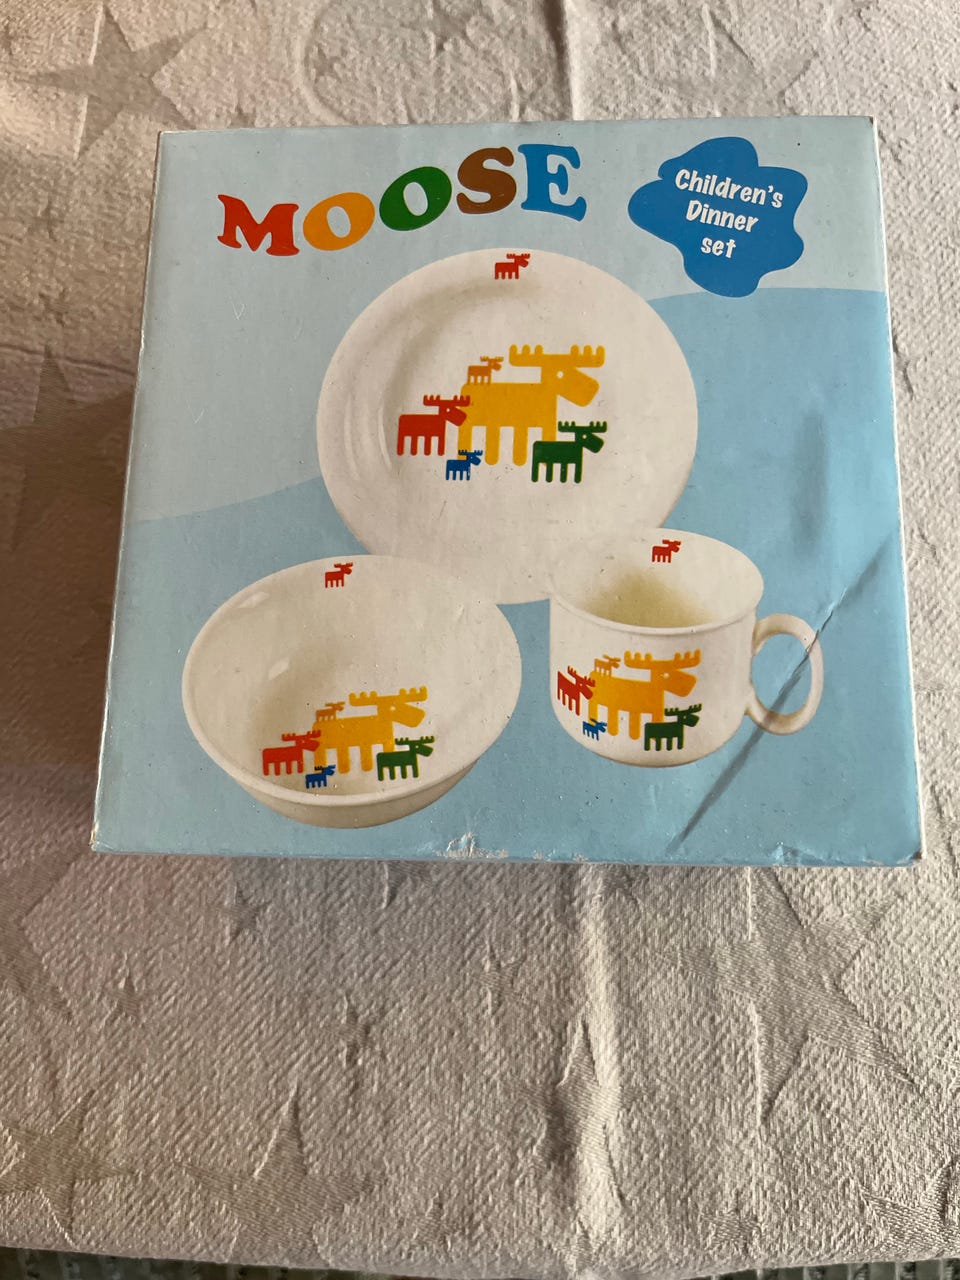 MOOSE
Children's
Dinner
set